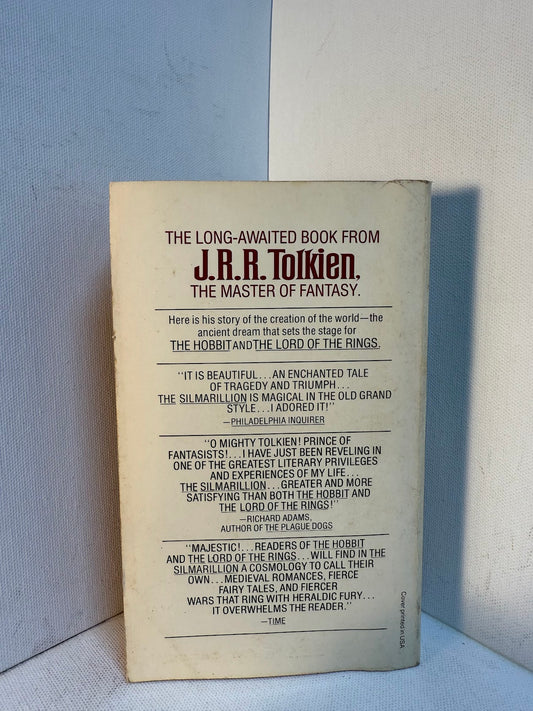 THE LONG-AWAITED BOOK FROM
J.R.R. Tolkien,
THE MASTER OF FANTASY.
Here is his story of the creation of the world—the
ancient dream that sets the stage for
THE HOBBIT AND THE LORD OF THE RINGS.
"IT IS BEAUTIFUL...AN ENCHANTED TALE
OF TRAGEDY AND TRIUMPH...
THE SILMARILLION IS MAGICAL IN THE OLD GRAND
STYLE...I ADORED IT!"
—PHILADELPHIA INQUIRER
"O MIGHTY TOLKIEN! PRINCE OF
FANTASISTS!...I HAVE JUST BEEN REVELING IN
ONE OF THE GREATEST LITERARY PRIVILEGES
AND EXPERIENCES OF MY LIFE...
THE SILMARILLION...GREATER AND MORE
SATISFYING THAN BOTH THE HOBBIT AND
THE LORD OF THE RINGS!"
—RICHARD ADAMS,
AUTHOR OF THE PLAGUE DOGS
"MAJESTIC!...READERS OF THE HOBBIT
AND THE LORD OF THE RINGS...WILL FIND IN THE
SILMARILLION A COSMOLOGY TO CALL THEIR
OWN...MEDIEVAL ROMANCES, FIERCE
FAIRY TALES, AND FIERCER
WARS THAT RING WITH HERALDIC FURY...
IT OVERWHELMS THE READER."
—TIME
Cover printed in USA